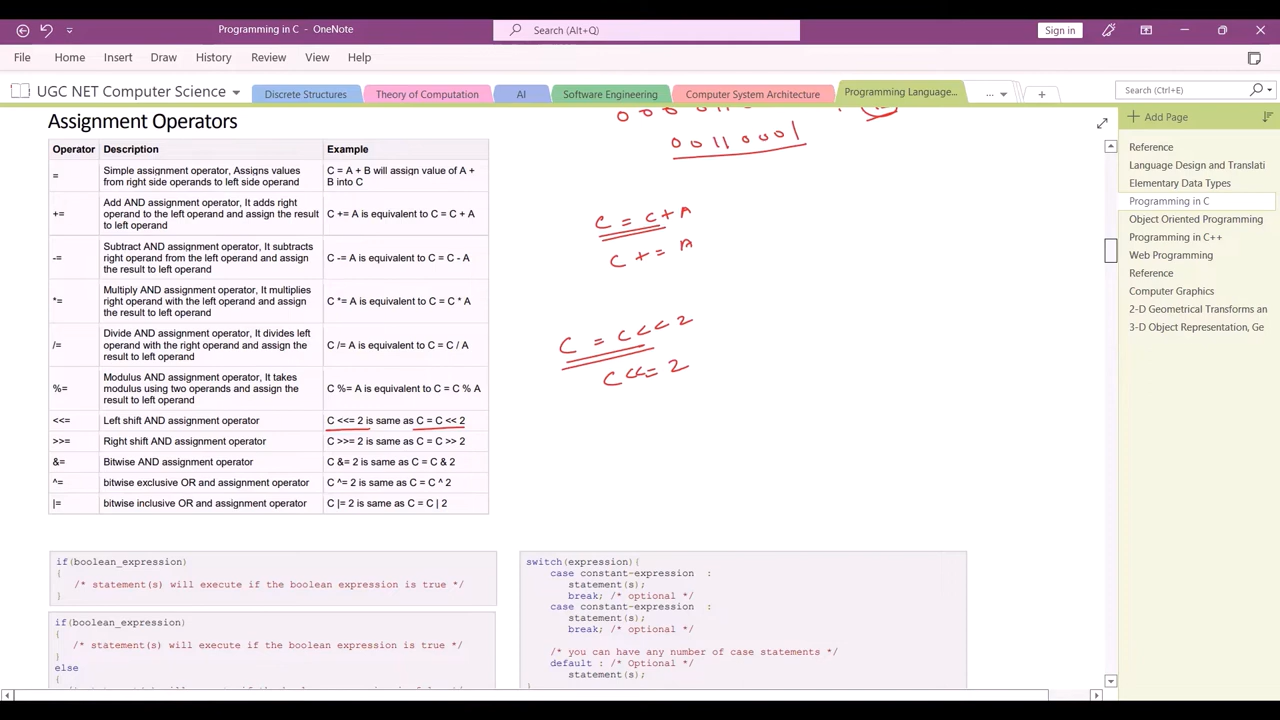 Programming in C - OneNote
Search (Alt+Q)
Sign in
File Home Insert Draw History Review View Help
UGC NET Computer Science
Discrete Structures Theory of Computation AI Software Engineering Computer System Architecture Programming Language... ... +
Search (Ctrl+E)
Add Page
Reference
Language Design and Translati
Elementary Data Types
Programming in C
Object Oriented Programming
Programming in C++
Web Programming
Reference
Computer Graphics
2-D Geometrical Transforms an
3-D Object Representation, Ge
Assignment Operators
Operator Description Example
= Simple assignment operator, Assigns values from right side operands to left side operand C = A + B will assign value of A + B into C
+= Add AND assignment operator, It adds right operand to the left operand and assign the result to left operand C += A is equivalent to C = C + A
-= Subtract AND assignment operator, It subtracts right operand from the left operand and assign the result to left operand C -= A is equivalent to C = C - A
*= Multiply AND assignment operator, It multiplies right operand with the left operand and assign the result to left operand C *= A is equivalent to C = C * A
/= Divide AND assignment operator, It divides left operand with the right operand and assign the result to left operand C /= A is equivalent to C = C / A
%= Modulus AND assignment operator, It takes modulus using two operands and assign the result to left operand C %= A is equivalent to C = C % A
<<= Left shift AND assignment operator C <<= 2 is same as C = C << 2
>>= Right shift AND assignment operator C >>= 2 is same as C = C >> 2
&= Bitwise AND assignment operator C &= 2 is same as C = C & 2
^= bitwise exclusive OR and assignment operator C ^= 2 is same as C = C ^ 2
|= bitwise inclusive OR and assignment operator C |= 2 is same as C = C | 2
00110001
C = C + A
C += A
C = C << 2
C <<= 2
if(boolean_expression)
{
/* statement(s) will execute if the boolean expression is true */
}
if(boolean_expression)
{
/* statement(s) will execute if the boolean expression is true */
}
else
{
switch(expression){
case constant-expression :
statement(s);
break; /* optional */
case constant-expression :
statement(s);
break; /* optional */
/* you can have any number of case statements */
default : /* Optional */
statement(s);
}